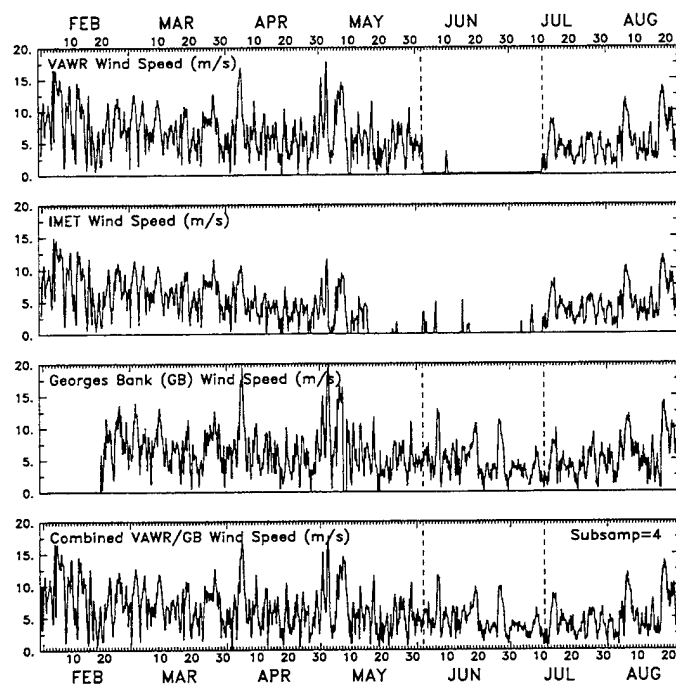 FEB MAR APR MAY JUN JUL AUG
10 20 10 20 30 10 20 30 10 20 30 10 20 30 10 20 30 10 20
20.
VAWR Wind Speed (m/s)
15.
10.
5.
0.
20.
IMET Wind Speed (m/s)
15.
10.
5.
0.
20.
Georges Bank (GB) Wind Speed (m/s)
15.
10.
5.
0.
20.
Combined VAWR/GB Wind Speed (m/s) Subsamp=4
15.
10.
5.
0.
10 20 10 20 30 10 20 30 10 20 30 10 20 30 10 20 30 10 20
FEB MAR APR MAY JUN JUL AUG